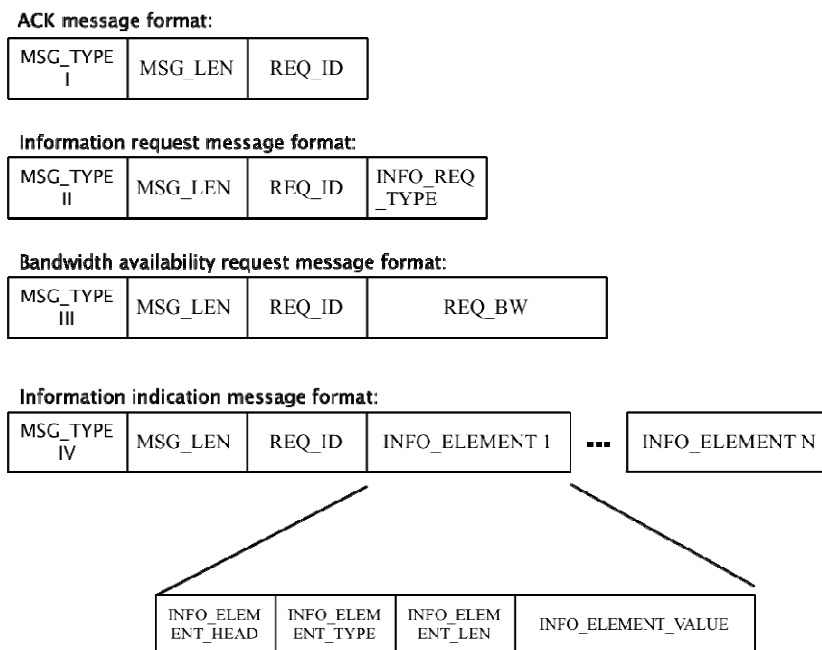 ACK message format:
MSG_TYPE
I
MSG_LEN
REQ_ID
Information request message format:
MSG_TYPE
II
MSG_LEN
REQ_ID
INFO_REQ
_TYPE
Bandwidth availability request message format:
MSG_TYPE
III
MSG_LEN
REQ_ID
REQ_BW
Information indication message format:
MSG_TYPE
IV
MSG_LEN
REQ_ID
INFO_ELEMENT 1
...
INFO_ELEMENT N
INFO_ELEM
ENT_HEAD
INFO_ELEM
ENT_TYPE
INFO_ELEM
ENT_LEN
INFO_ELEMENT_VALUE